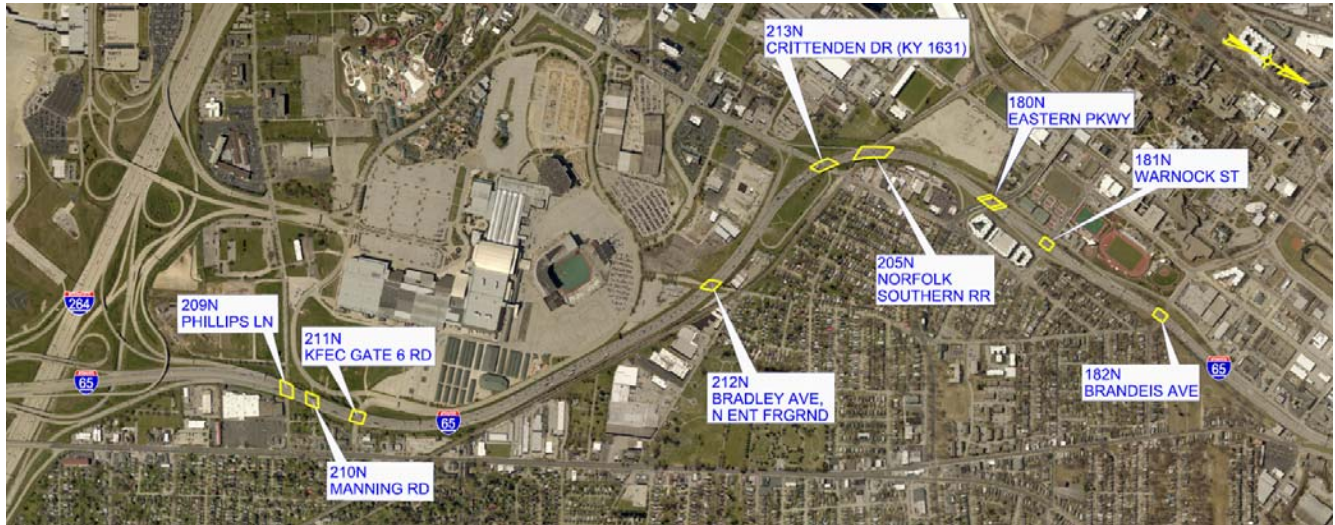 213N
CRITTENDEN DR (KY 1631)
180N
EASTERN PKWY
181N
WARNOCK ST
205N
NORFOLK
SOUTHERN RR
264
209N
PHILLIPS LN
211N
KFEC GATE 6 RD
212N
BRADLEY AVE,
N ENT FRGRND
182N
BRANDEIS AVE
65
65
65
210N
MANNING RD